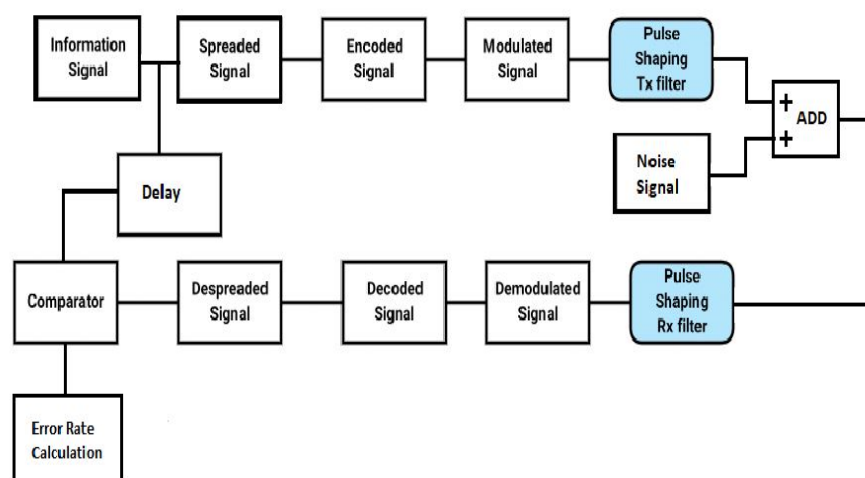 Information
Signal
Spreaded
Signal
Encoded
Signal
Modulated
Signal
Pulse
Shaping
Tx filter
+
+
ADD
Noise
Signal
Delay
Comparator
Despreaded
Signal
Decoded
Signal
Demodulated
Signal
Pulse
Shaping
Rx filter
Error Rate
Calculation